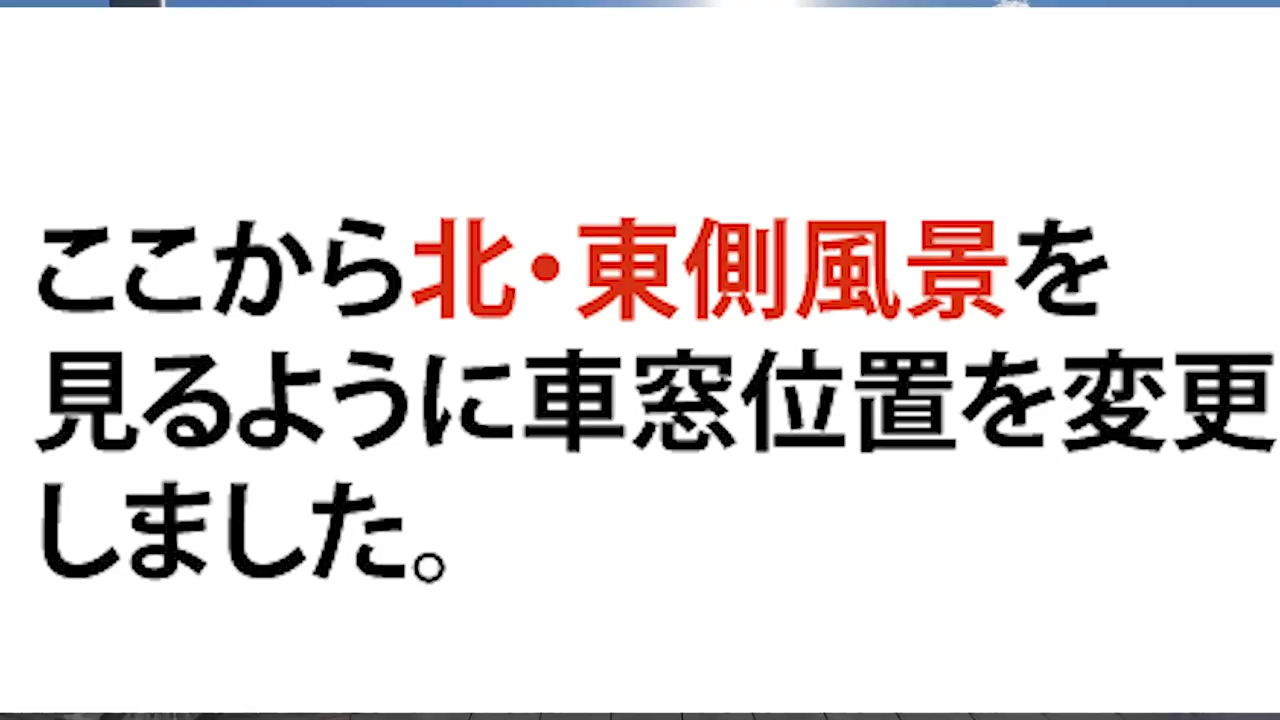 ここから北・東側風景を
見るように車窓位置を変更
しました。